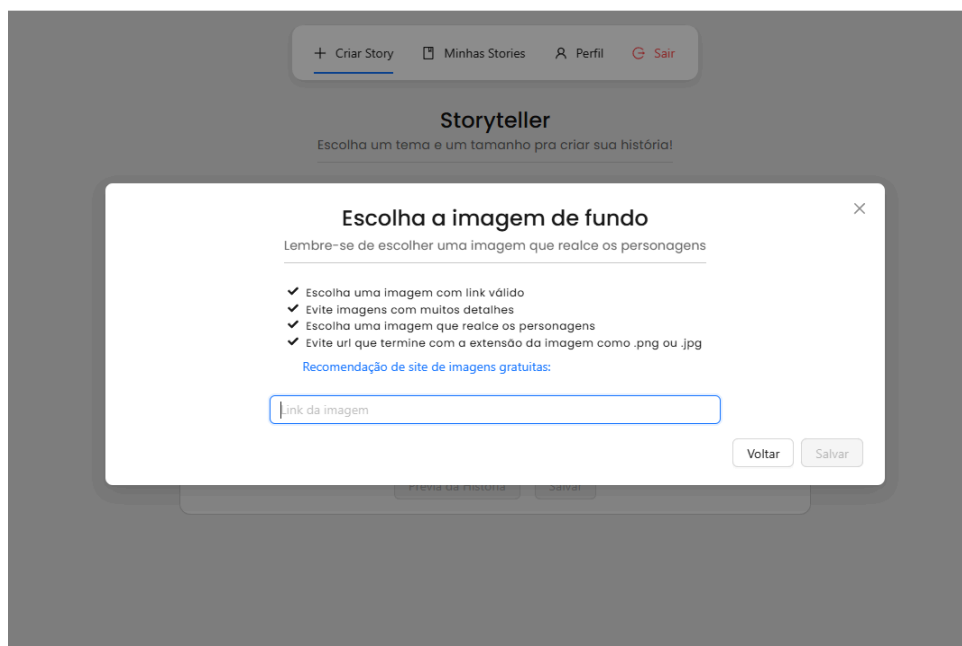 Criar Story
Minhas Stories
Perfil
Sair
Storyteller
Escolha um tema e um tamanho pra criar sua história!
Escolha a imagem de fundo
Lembre-se de escolher uma imagem que realce os personagens
Escolha uma imagem com link válido
Evite imagens com muitos detalhes
Escolha uma imagem que realce os personagens
Evite url que termine com a extensão da imagem como .png ou .jpg
Recomendação de site de imagens gratuitas:
Link da imagem
Voltar
Salvar
Prévia da História
Salvar